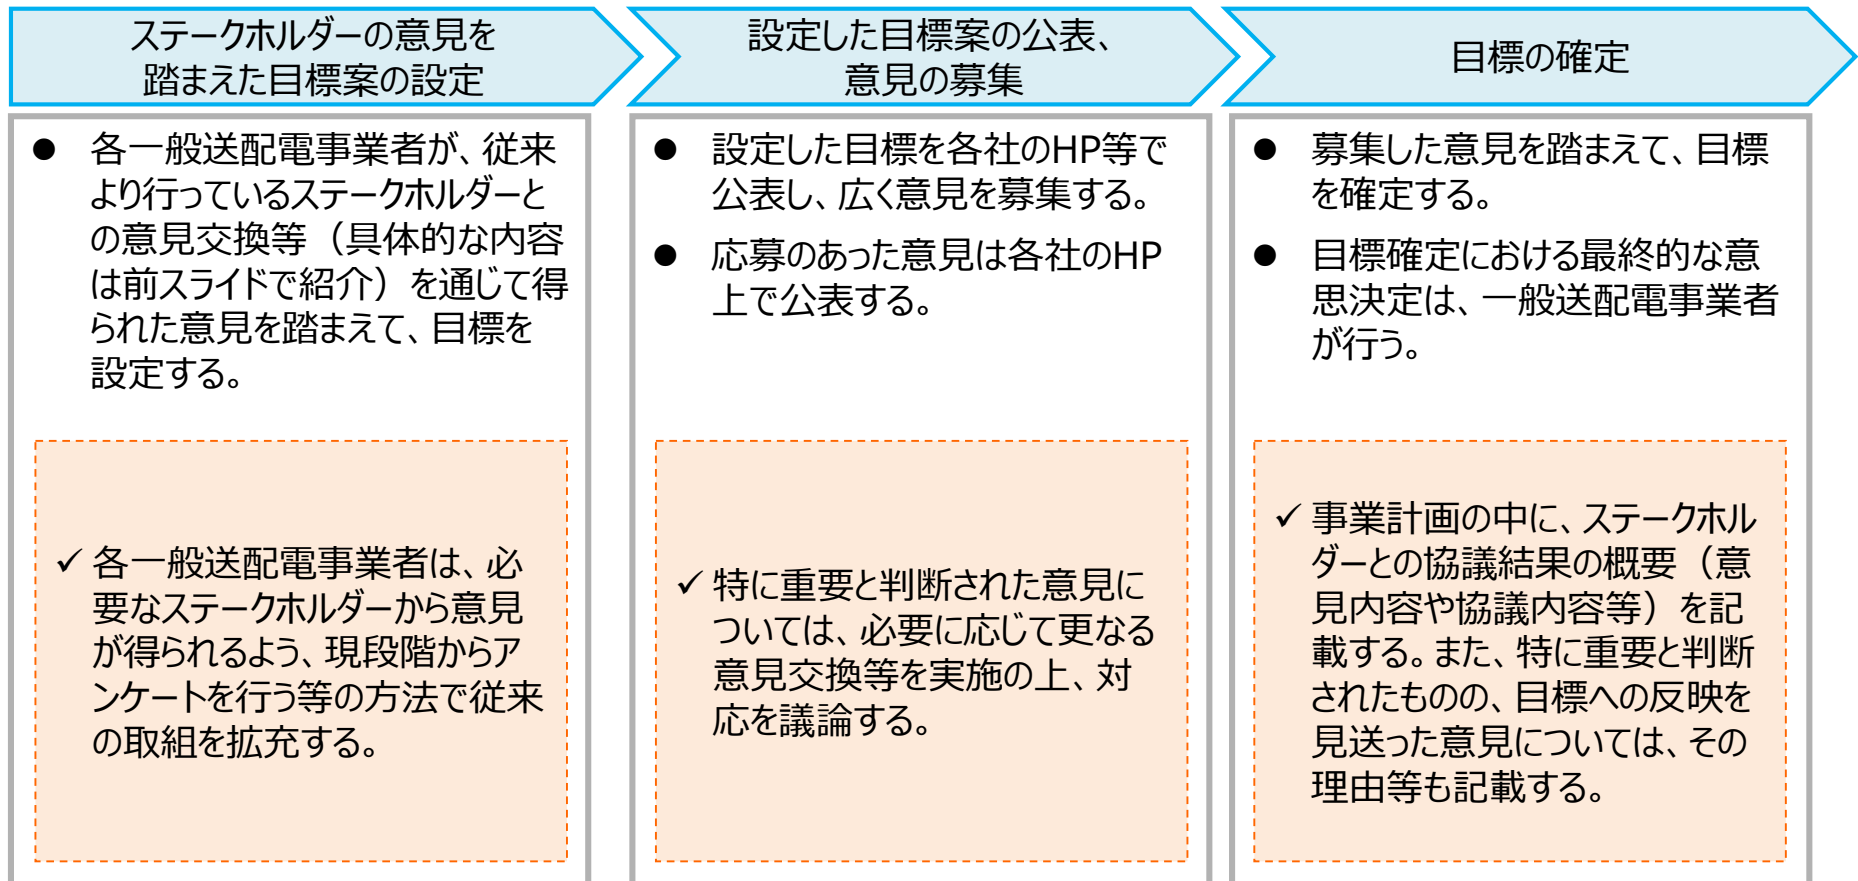 ステークホルダーの意見を
踏まえた目標案の設定
設定した目標案の公表、
意見の募集
目標の確定
● 各一般送配電事業者が、従来
より行っているステークホルダーと
の意見交換等（具体的な内容
は前スライドで紹介）を通じて得
られた意見を踏まえて、目標を
設定する。
✓ 各一般送配電事業者は、必
要なステークホルダーから意見
が得られるよう、現段階からア
ンケートを行う等の方法で従来
の取組を拡充する。
● 設定した目標を各社のHP等で
公表し、広く意見を募集する。
● 応募のあった意見は各社のHP
上で公表する。
✓ 特に重要と判断された意見に
ついては、必要に応じて更なる
意見交換等を実施の上、対
応を議論する。
● 募集した意見を踏まえて、目標
を確定する。
● 目標確定における最終的な意
思決定は、一般送配電事業者
が行う。
✓ 事業計画の中に、ステークホル
ダーとの協議結果の概要（意
見内容や協議内容等）を記
載する。また、特に重要と判断
されたものの、目標への反映を
見送った意見については、その
理由等も記載する。